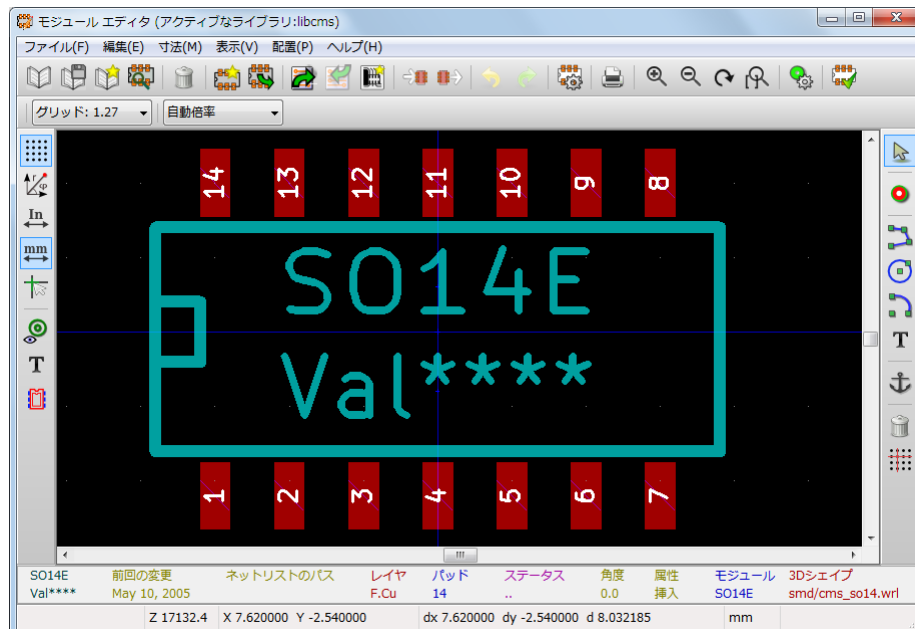 モジュール エディタ (アクティブなライブラリ:libcms)
ファイル(F) 編集(E) 寸法(M) 表示(V) 配置(P) ヘルプ(H)
グリッド: 1.27 自動倍率
In
mm
T
T
14 13 12 11 10 9 8
SO14E
Val****
1 2 3 4 5 6 7
SO14E 前回の変更 ネットリストのパス レイヤ パッド ステータス 角度 属性 モジュール 3Dシェイプ
Val**** May 10, 2005 F.Cu 14 .. 0.0 挿入 SO14E smd/cms_so14.wrl
Z 17132.4 X 7.620000 Y -2.540000 dx 7.620000 dy -2.540000 d 8.032185 mm